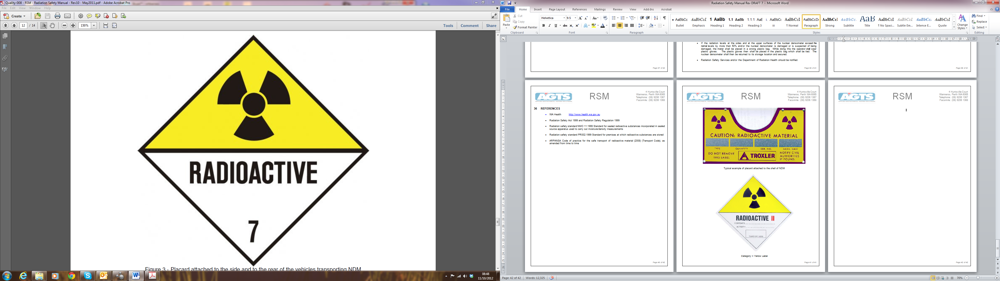 Quality-008 - RSM - Radiation Safety Manual - Rev10 - May2011.pdf - Adobe Acrobat Pro
File Edit View Window Help
Create
12 / 14
150%
Tools Comment Share
RADIOACTIVE
7
Figure 3 - Placard attached to the side and to the rear of the vehicles transporting NDM
08:48
11/10/2012
Radiation Safety Manual Rev DRAFT 7 - Microsoft Word
File Home Insert Page Layout References Mailings Review View Add-Ins Acrobat
Paste
Cut
Copy
Format Painter
Clipboard
Helvetica 9.5
Font
Paragraph
AaBbCc AaBbCcL 1 AaBb 1.1 AaBb 1.1.1 AaE i. AaBbCc AaBbCcI AaBbCcDc AaBbCcI AaBbCc. AaB AaBbCcI AaBbCcL AaBbCcL AaBbCcL
Bullet Emphasis Heading 1 Heading 2 Heading 3 iii ¶ Normal Paragraph Strong Subtitle Title ¶ No Spaci... Subtle Em... Intense E... Quote
Styles
Change
Styles
Find
Replace
Select
Editing
Page 37 of 42
If the radiation levels at the sides and at the upper surfaces of the nuclear densometer exceed the
normal levels by more than 50% and/or the nuclear densometer is damaged or is suspected of being
damaged, the meter shall be placed in a strong plastic bag. While doing this the operator shall wear
plastic gloves. The plastic gloves then shall be placed in the plastic bag which shall be tied. The
nuclear densometer shall then be returned to its storage location and secured.
Radiation Safety Services and/or the Department of Radiation Health should be notified.
Page 38 of 41
Page 39 of 41
AGTS
RSM
4 Huntsville Court
Wanneroo, Perth WA 6065
Telephone: (08) 9206 1367
Facsimile: (08) 9206 1368
36 REFERENCES
WA Health http://www.health.wa.gov.au
Radiation Safety Act 1999 and Radiation Safety Regulation 1999
Radiation safety standard NMO 11:1999 Standard for sealed radioactive substances incorporated in sealed
source apparatus used to carry out moisture/density measurements
Radiation safety standard PR002:1999 Standard for premises at which radioactive substances are stored
ARPANSA Code of practice for the safe transport of radioactive material (2008) (Transport Code), as
amended from time to time
Page 40 of 42
AGTS
RSM
4 Huntsville Court
Wanneroo, Perth WA 6065
Telephone: (08) 9206 1367
Facsimile: (08) 9206 1368
CAUTION: RADIOACTIVE MATERIAL
TYPE QUANTITY SER. NO. MEAS. DATE
DO NOT REMOVE
THIS LABEL
TROXLER
NOTIFY CIVIL
AUTHORITIES
IF FOUND.
Typical example of placard attached to the shell of NDM
RADIOACTIVE II
CONTENTS
ACTIVITY
TRANSPORT INDEX
Category II Yellow Label
Page 41 of 41
AGTS
RSM
4 Huntsville Court
Wanneroo, Perth WA 6065
Telephone: (08) 9206 1367
Facsimile: (08) 9206 1368
Page 42 of 42
Page: 42 of 42 Words: 12,325
70%